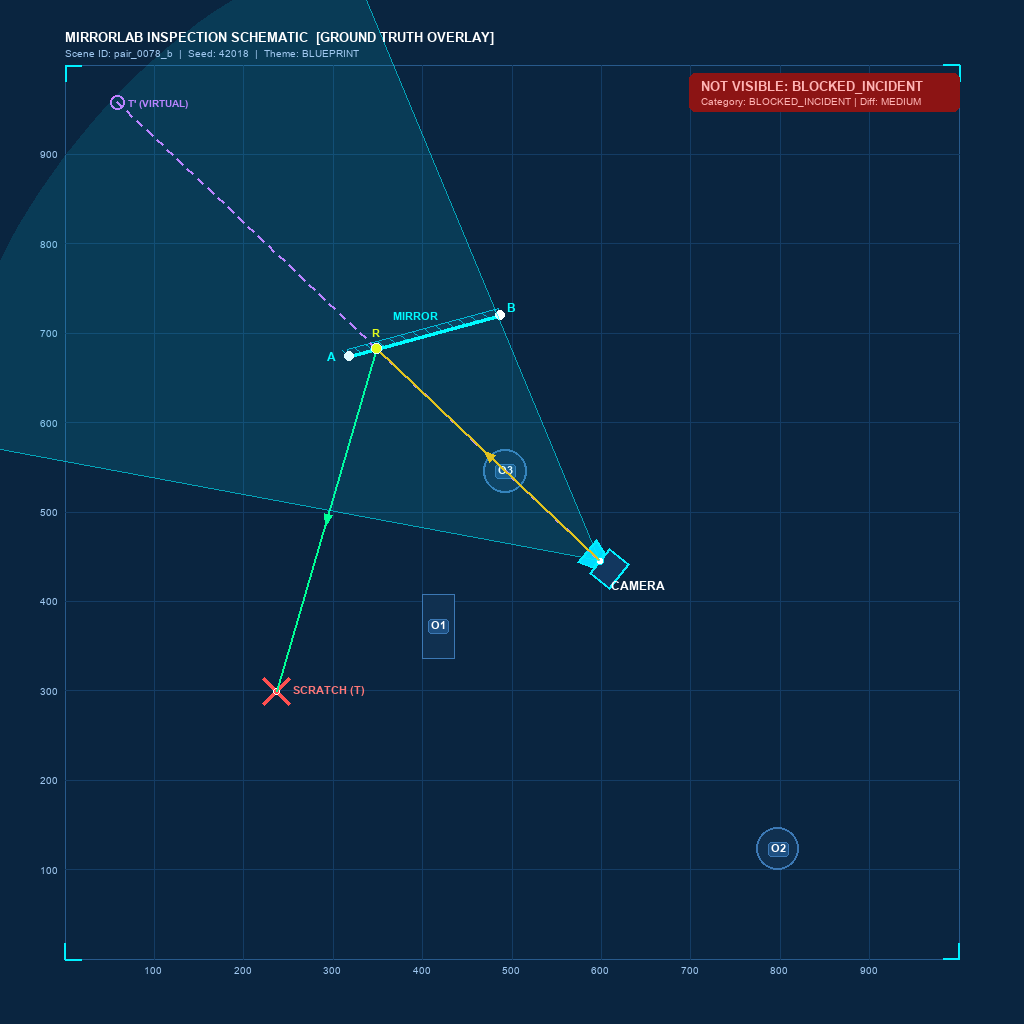 MIRRORLAB INSPECTION SCHEMATIC [GROUND TRUTH OVERLAY]
Scene ID: pair_0078_b | Seed: 42018 | Theme: BLUEPRINT
NOT VISIBLE: BLOCKED_INCIDENT
Category: BLOCKED_INCIDENT | Diff: MEDIUM
T' (VIRTUAL)
900
800
B
MIRROR
700
R
A
600
O3
500
CAMERA
400
O1
300
SCRATCH (T)
200
O2
100
100 200 300 400 500 600 700 800 900